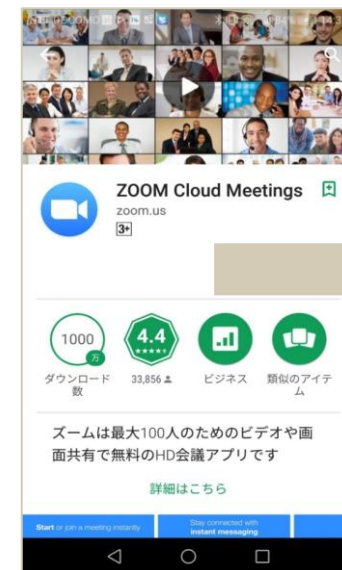 DOCOMO
ZOOM Cloud Meetings
zoom.us
3+
1000
万
4.4
ダウンロード
数
33,856
ビジネス
類似のアイテ
ム
ズームは最大100人のためのビデオや画
面共有で無料のHD会議アプリです
詳細はこちら
Start or join a meeting instantly
Stay connected with
instant messaging